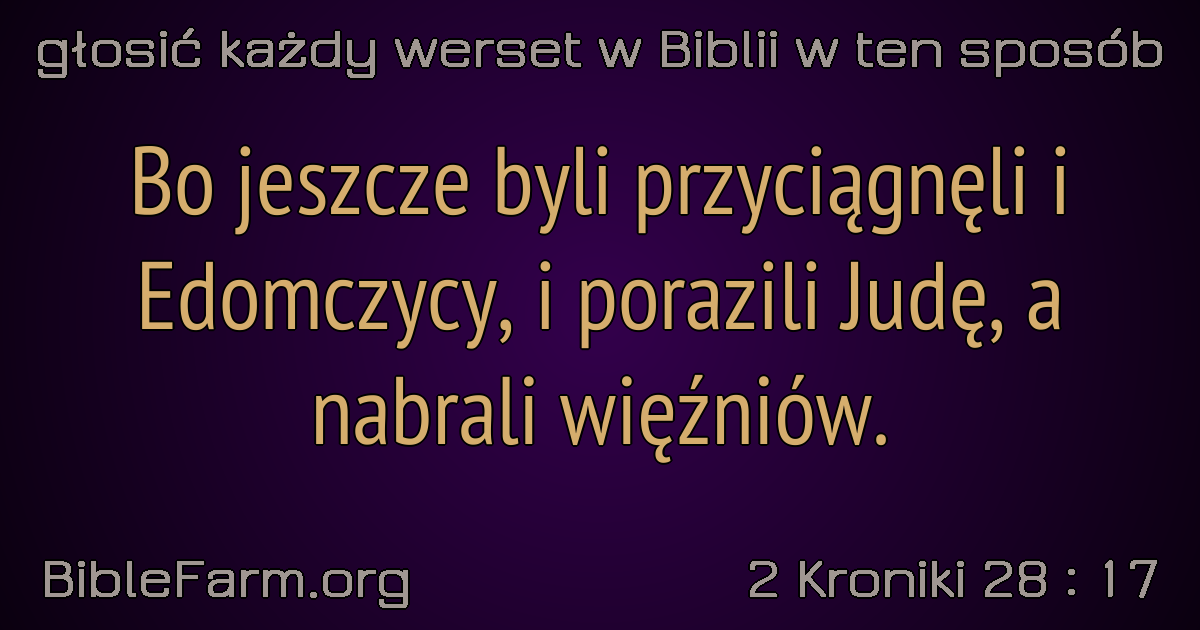 głosić każdy werset w Biblii w ten sposób
Bo jeszcze byli przyciągnęli i
Edomczycy, i porazili Judę, a
nabrali więźniów.
BibleFarm.org
2 Kroniki 28 : 17